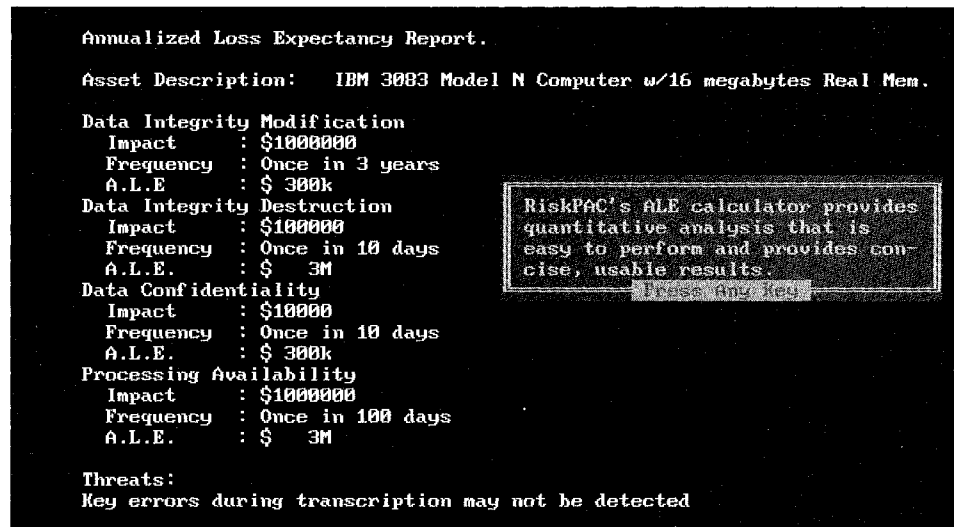 Annualized Loss Expectancy Report.
Asset Description: IBM 3083 Model N Computer w/16 megabytes Real Mem.
Data Integrity Modification
Impact : $1000000
Frequency : Once in 3 years
A.L.E : $ 300k
Data Integrity Destruction
Impact : $100000
Frequency : Once in 10 days
A.L.E. : $ 3M
Data Confidentiality
Impact : $10000
Frequency : Once in 10 days
A.L.E. : $ 300k
Processing Availability
Impact : $1000000
Frequency : Once in 100 days
A.L.E. : $ 3M
RiskPAC's ALE calculator provides
quantitative analysis that is
easy to perform and provides con-
cise, usable results.
Press Any Key
Threats:
Key errors during transcription may not be detected